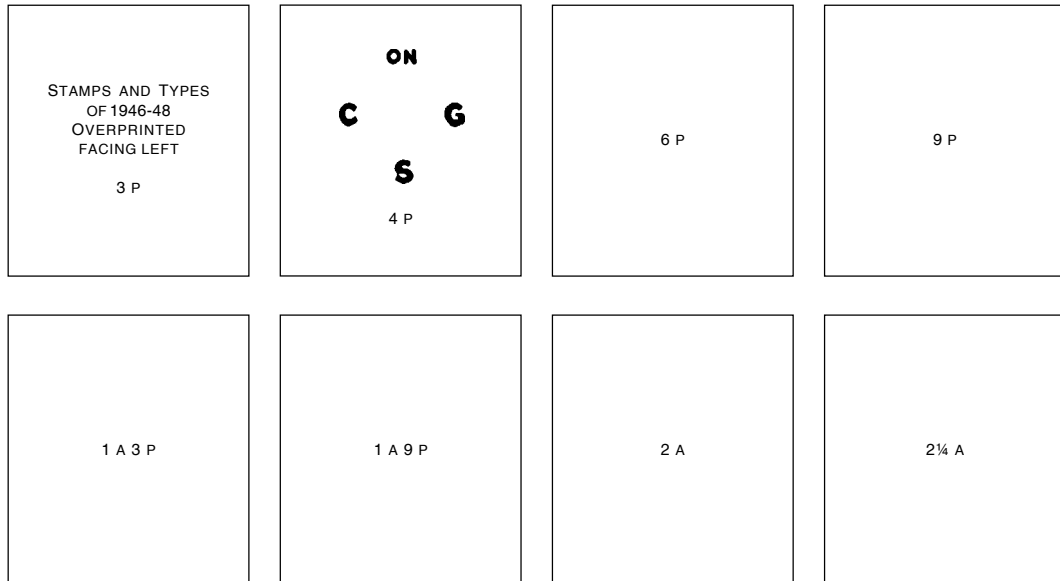 STAMPS AND TYPES
OF 1946-48
OVERPRINTED
FACING LEFT
3 P
ON
C G
S
4 P
6 P
9 P
1 A 3 P
1 A 9 P
2 A
2¼ A